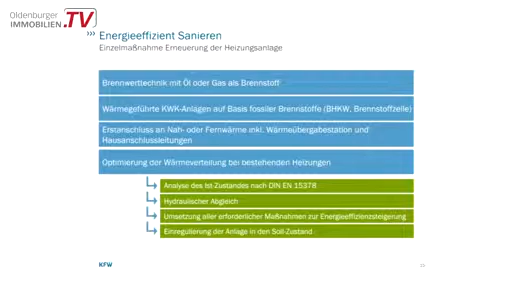 Oldenburger
IMMOBILIEN.TV
››› Energieeffizient Sanieren
Einzelmaßnahme Erneuerung der Heizungsanlage
Brennwerttechnik mit Öl oder Gas als Brennstoff
Wärmegeführte KWK-Anlagen auf Basis fossiler Brennstoffe (BHKW, Brennstoffzelle)
Erstanschluss an Nah- oder Fernwärme inkl. Wärmeübergabestation und
Hausanschlussleitungen
Optimierung der Wärmeverteilung bei bestehenden Heizungen
Analyse des Ist-Zustandes nach DIN EN 15378
Hydraulischer Abgleich
Umsetzung aller erforderlicher Maßnahmen zur Energieeffizienzsteigerung
Einregulierung der Anlage in den Soll-Zustand
KFW